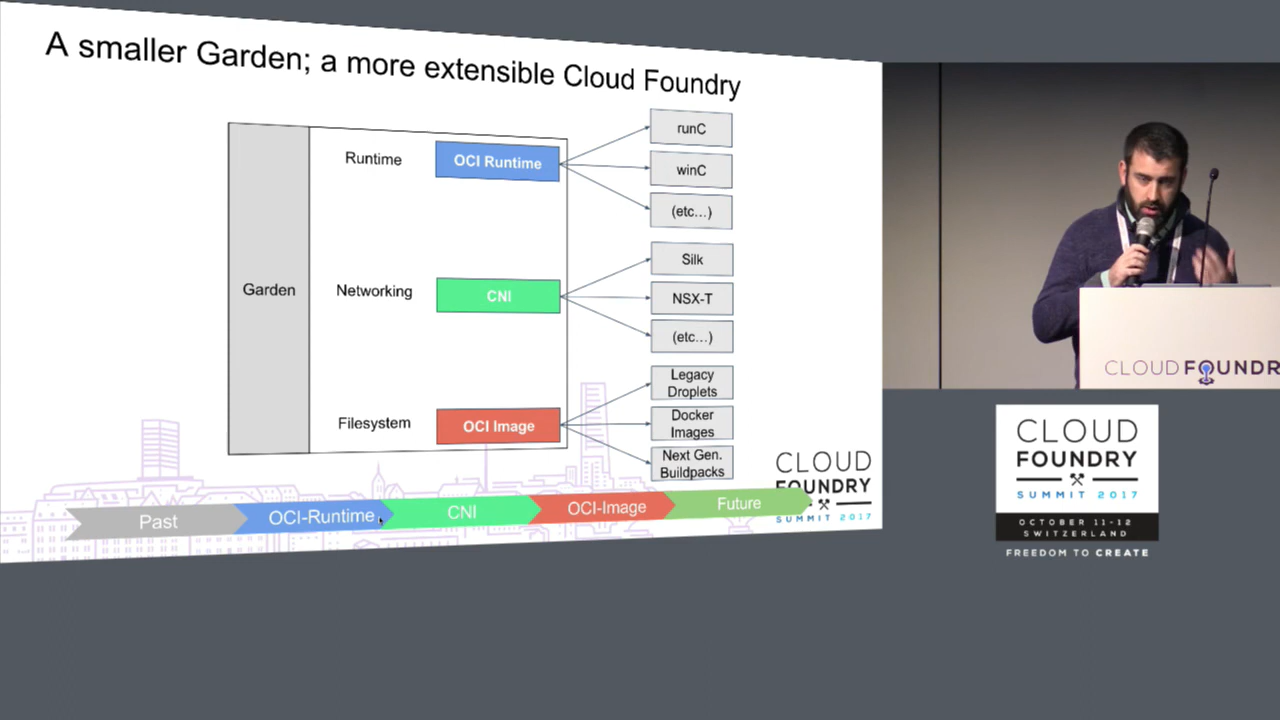 A smaller Garden; a more extensible Cloud Foundry
Garden
Runtime
OCI Runtime
runC
winC
(etc...)
Networking
CNI
Silk
NSX-T
(etc...)
Filesystem
OCI Image
Legacy
Droplets
Docker
Images
Next Gen.
Buildpacks
CLOUD
FOUNDRY
SUMMIT 2017
Past
OCI-Runtime
CNI
OCI-Image
Future
CLOUD FOUNDR
CLOUD
FOUNDRY
SUMMIT 2017
OCTOBER 11-12
SWITZERLAND
FREEDOM TO CREATE